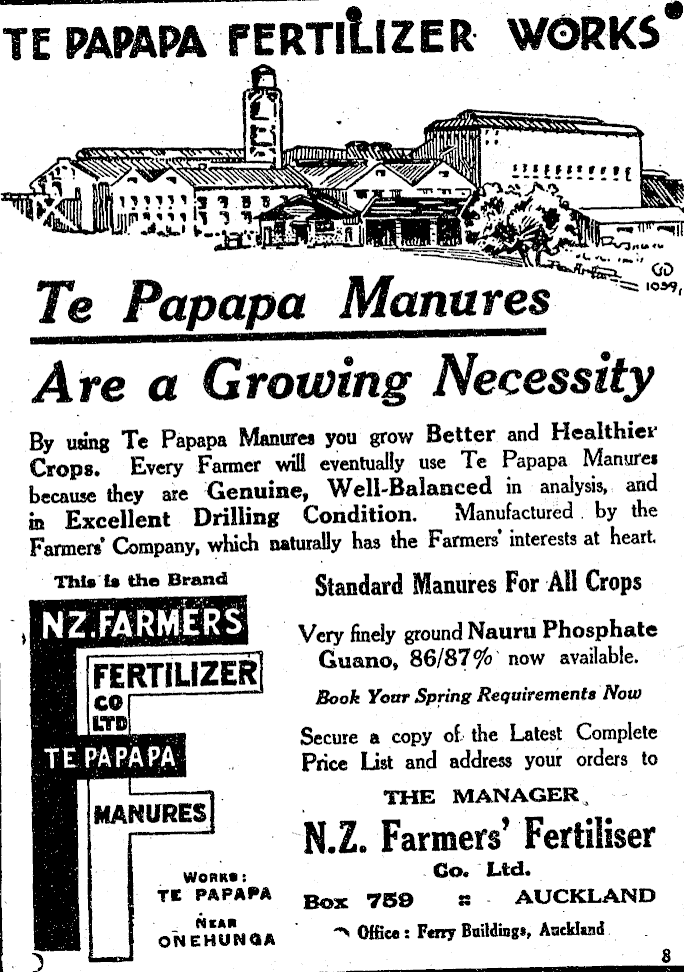 TE PAPAPA FERTILIZER WORKS
1039
Te Papapa Manures
Are a Growing Necessity
By using Te Papapa Manures you grow Better and Healthier
Crops. Every Farmer will eventually use Te Papapa Manures
because they are Genuine, Well-Balanced in analysis, and
in Excellent Drilling Condition. Manufactured by the
Farmers' Company, which naturally has the Farmers' interests at heart.
This is the Brand
N.Z. FARMERS
FERTILIZER
CO
LTD
TE PAPAPA
MANURES
WORKS:
TE PAPAPA
NEAR
ONEHUNGA
Standard Manures For All Crops
Very finely ground Nauru Phosphate
Guano, 86/87% now available.
Book Your Spring Requirements Now
Secure a copy of the Latest Complete
Price List and address your orders to
THE MANAGER
N.Z. Farmers' Fertiliser
Co. Ltd.
Box 759 :: AUCKLAND
Office: Ferry Buildings, Auckland
8